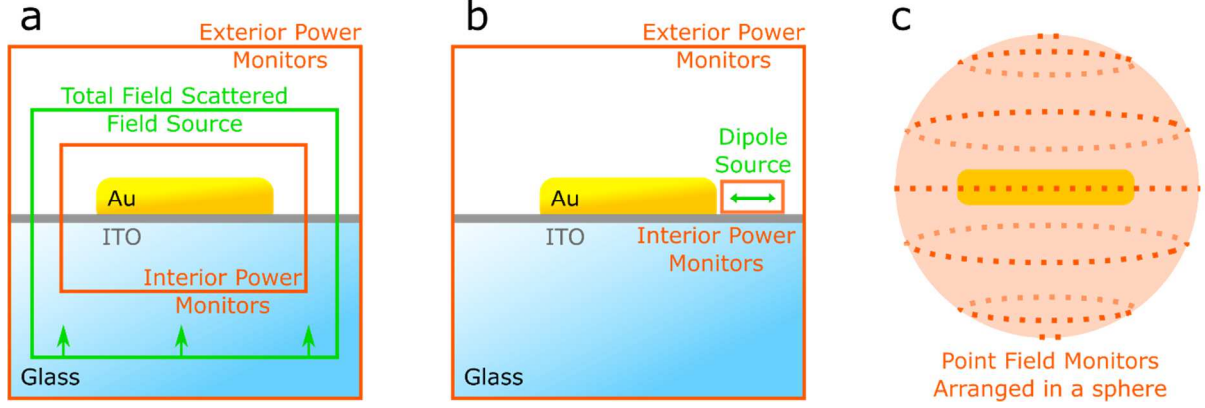 a
Exterior Power
Monitors
Total Field Scattered
Field Source
Au
ITO
Interior Power
Monitors
Glass
b
Exterior Power
Monitors
Dipole
Source
Au
ITO
Interior Power
Monitors
Glass
c
Point Field Monitors
Arranged in a sphere